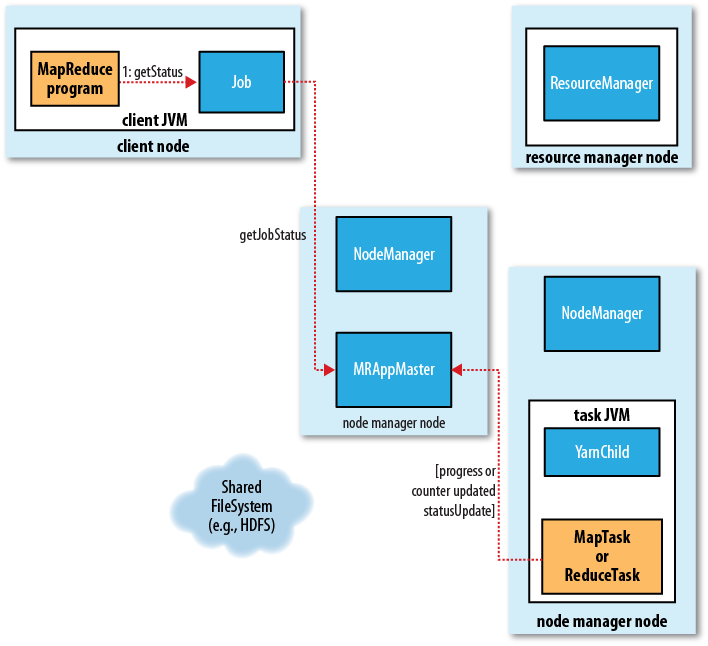 MapReduce
program
1: getStatus
Job
client JVM
client node
ResourceManager
resource manager node
getJobStatus
NodeManager
MRAppMaster
node manager node
NodeManager
task JVM
YarnChild
MapTask
or
ReduceTask
node manager node
[progress or
counter updated
statusUpdate]
Shared
FileSystem
(e.g., HDFS)